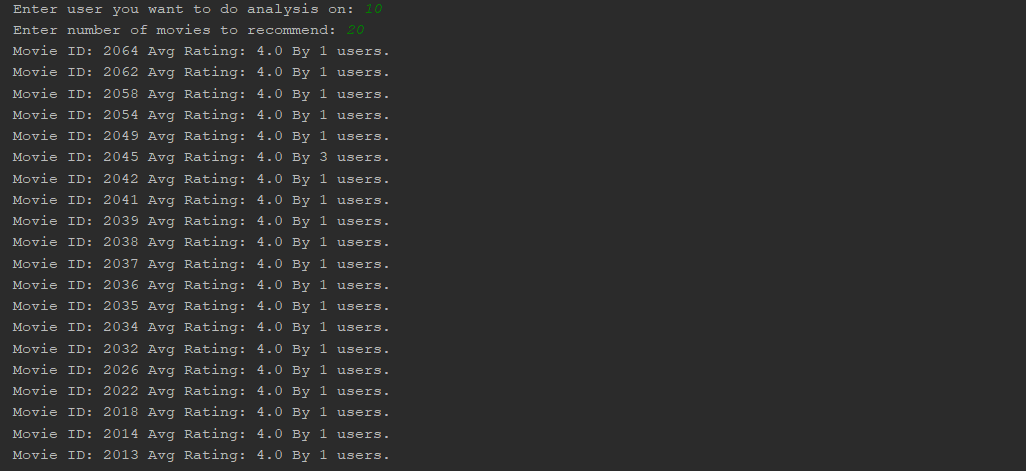 Enter user you want to do analysis on: 10
Enter number of movies to recommend: 20
Movie ID: 2064 Avg Rating: 4.0 By 1 users.
Movie ID: 2062 Avg Rating: 4.0 By 1 users.
Movie ID: 2058 Avg Rating: 4.0 By 1 users.
Movie ID: 2054 Avg Rating: 4.0 By 1 users.
Movie ID: 2049 Avg Rating: 4.0 By 1 users.
Movie ID: 2045 Avg Rating: 4.0 By 3 users.
Movie ID: 2042 Avg Rating: 4.0 By 1 users.
Movie ID: 2041 Avg Rating: 4.0 By 1 users.
Movie ID: 2039 Avg Rating: 4.0 By 1 users.
Movie ID: 2038 Avg Rating: 4.0 By 1 users.
Movie ID: 2037 Avg Rating: 4.0 By 1 users.
Movie ID: 2036 Avg Rating: 4.0 By 1 users.
Movie ID: 2035 Avg Rating: 4.0 By 1 users.
Movie ID: 2034 Avg Rating: 4.0 By 1 users.
Movie ID: 2032 Avg Rating: 4.0 By 1 users.
Movie ID: 2026 Avg Rating: 4.0 By 1 users.
Movie ID: 2022 Avg Rating: 4.0 By 1 users.
Movie ID: 2018 Avg Rating: 4.0 By 1 users.
Movie ID: 2014 Avg Rating: 4.0 By 1 users.
Movie ID: 2013 Avg Rating: 4.0 By 1 users.